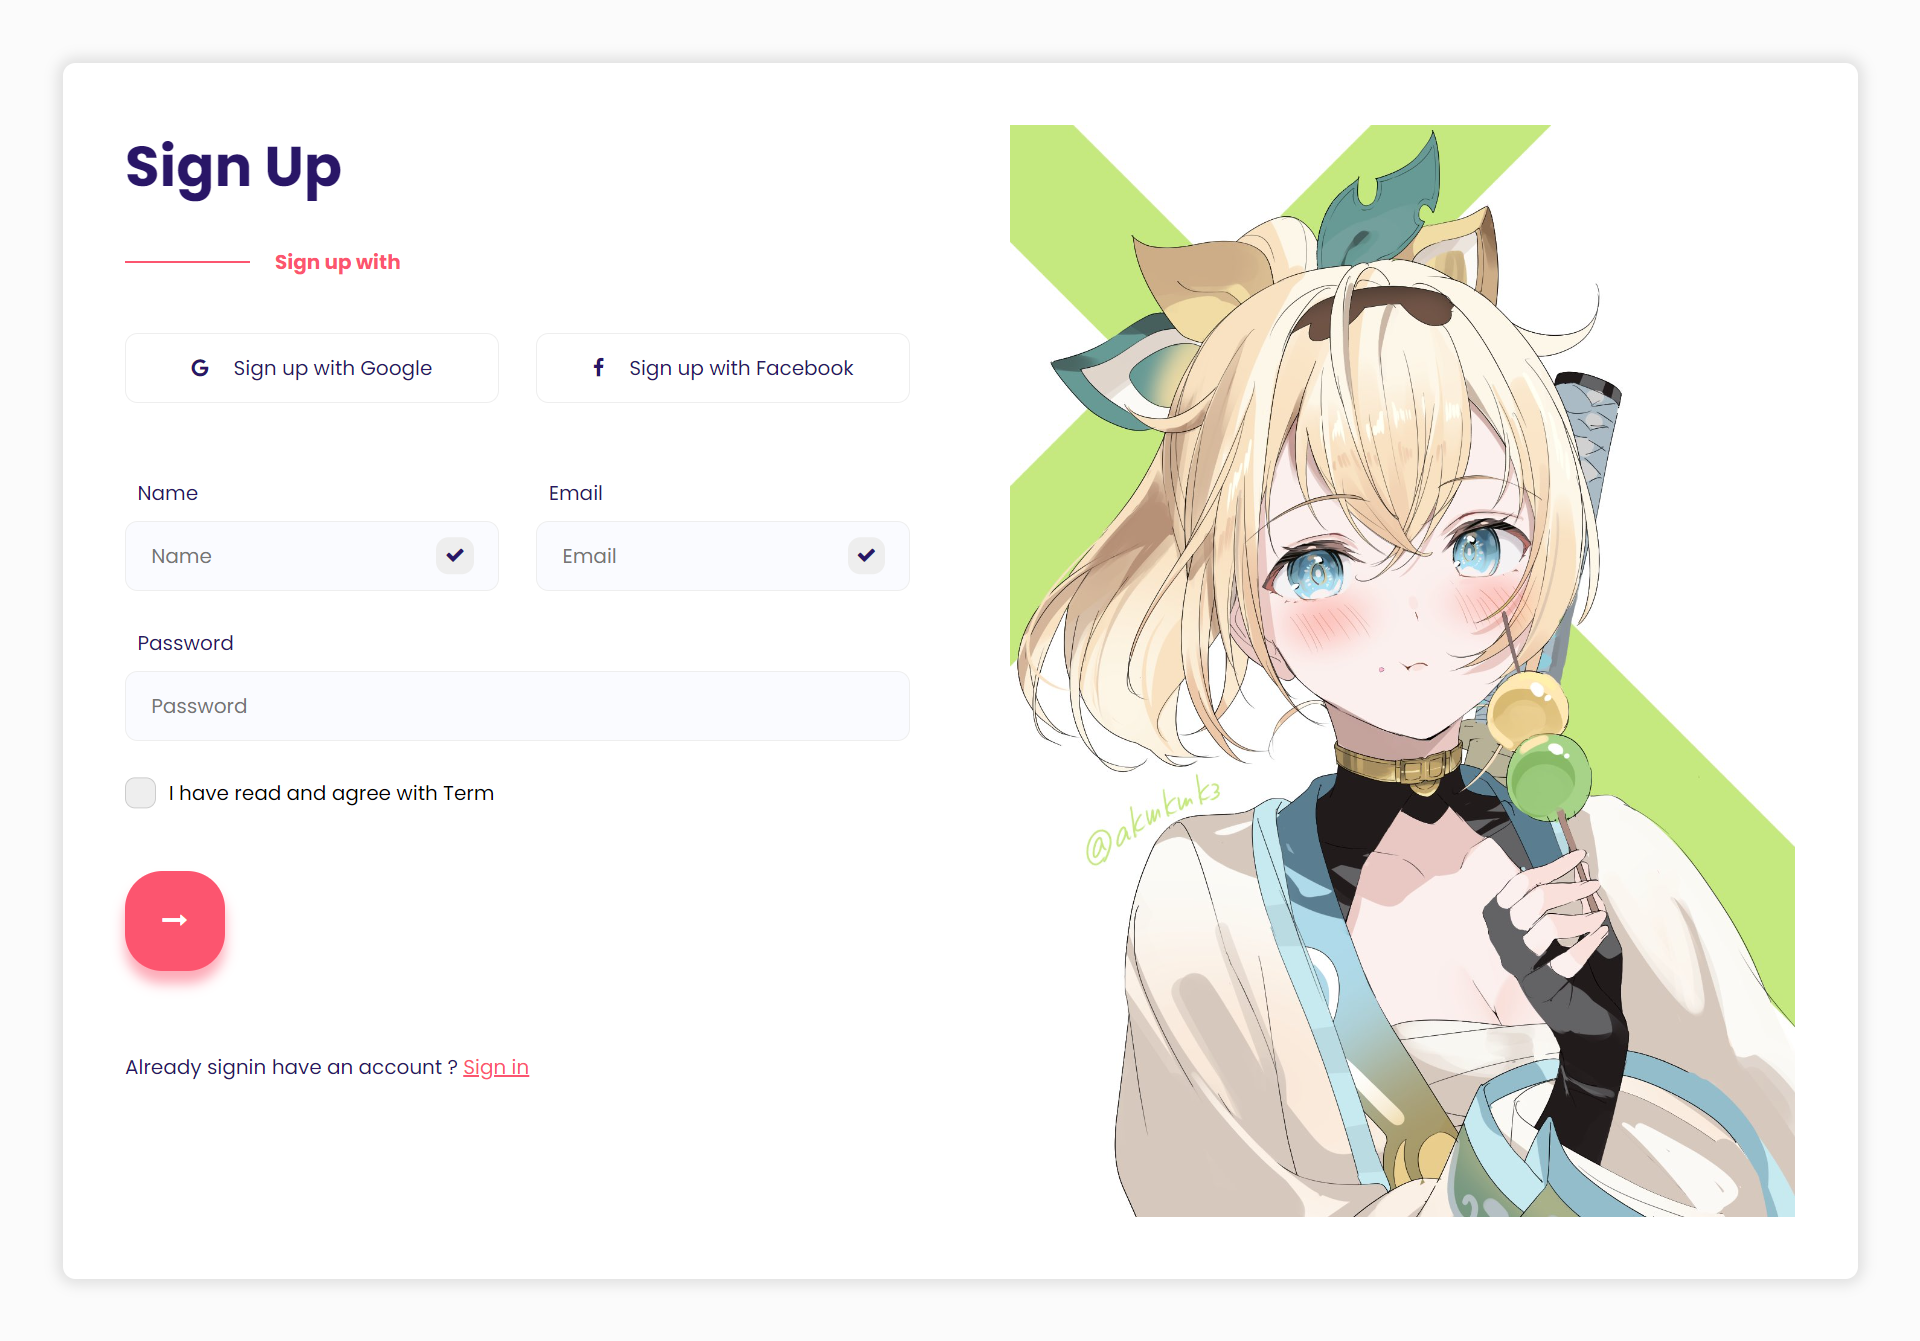 Sign Up
Sign up with
Sign up with Google
Sign up with Facebook
Name
Email
Name
Email
Password
Password
I have read and agree with Term
Already signin have an account ? Sign in
@akmkmk3